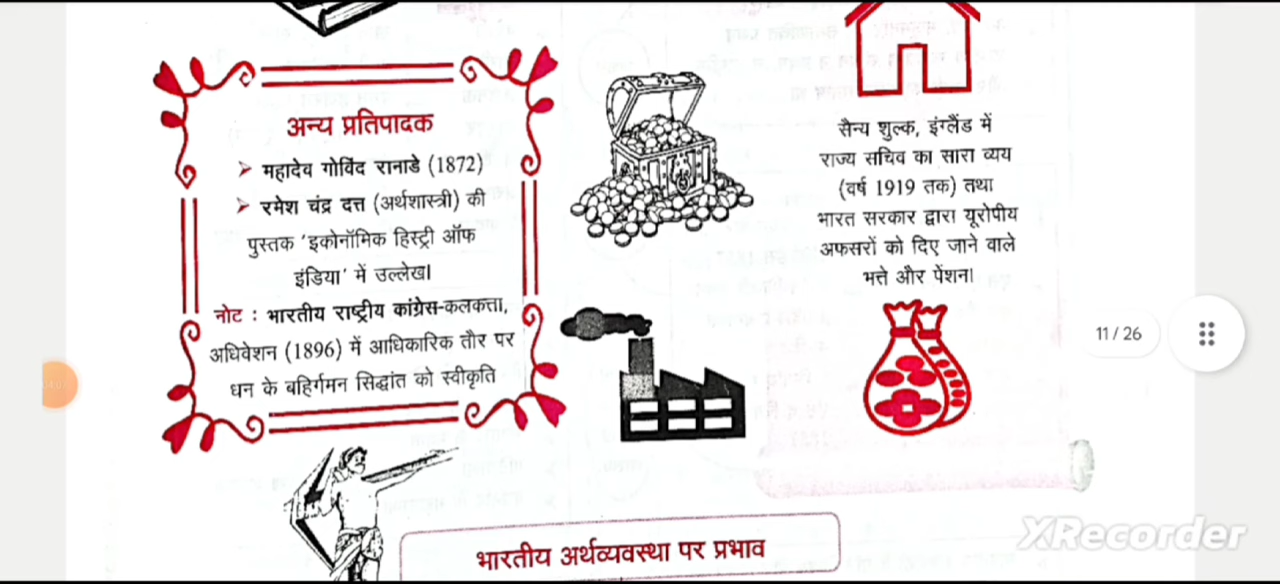 अन्य प्रतिपादक
➤ महादेव गोविंद रानाडे (1872)
➤ रमेश चंद्र दत्त (अर्थशास्त्री) की
पुस्तक 'इकोनॉमिक हिस्ट्री ऑफ
इंडिया' में उल्लेख।
नोट : भारतीय राष्ट्रीय कांग्रेस-कलकत्ता,
अधिवेशन (1896) में आधिकारिक तौर पर
धन के बहिर्गमन सिद्धांत को स्वीकृति
सैन्य शुल्क, इंग्लैंड में
राज्य सचिव का सारा व्यय
(वर्ष 1919 तक) तथा
भारत सरकार द्वारा यूरोपीय
अफसरों को दिए जाने वाले
भत्ते और पेंशन।
11 / 26
भारतीय अर्थव्यवस्था पर प्रभाव
XRecorder